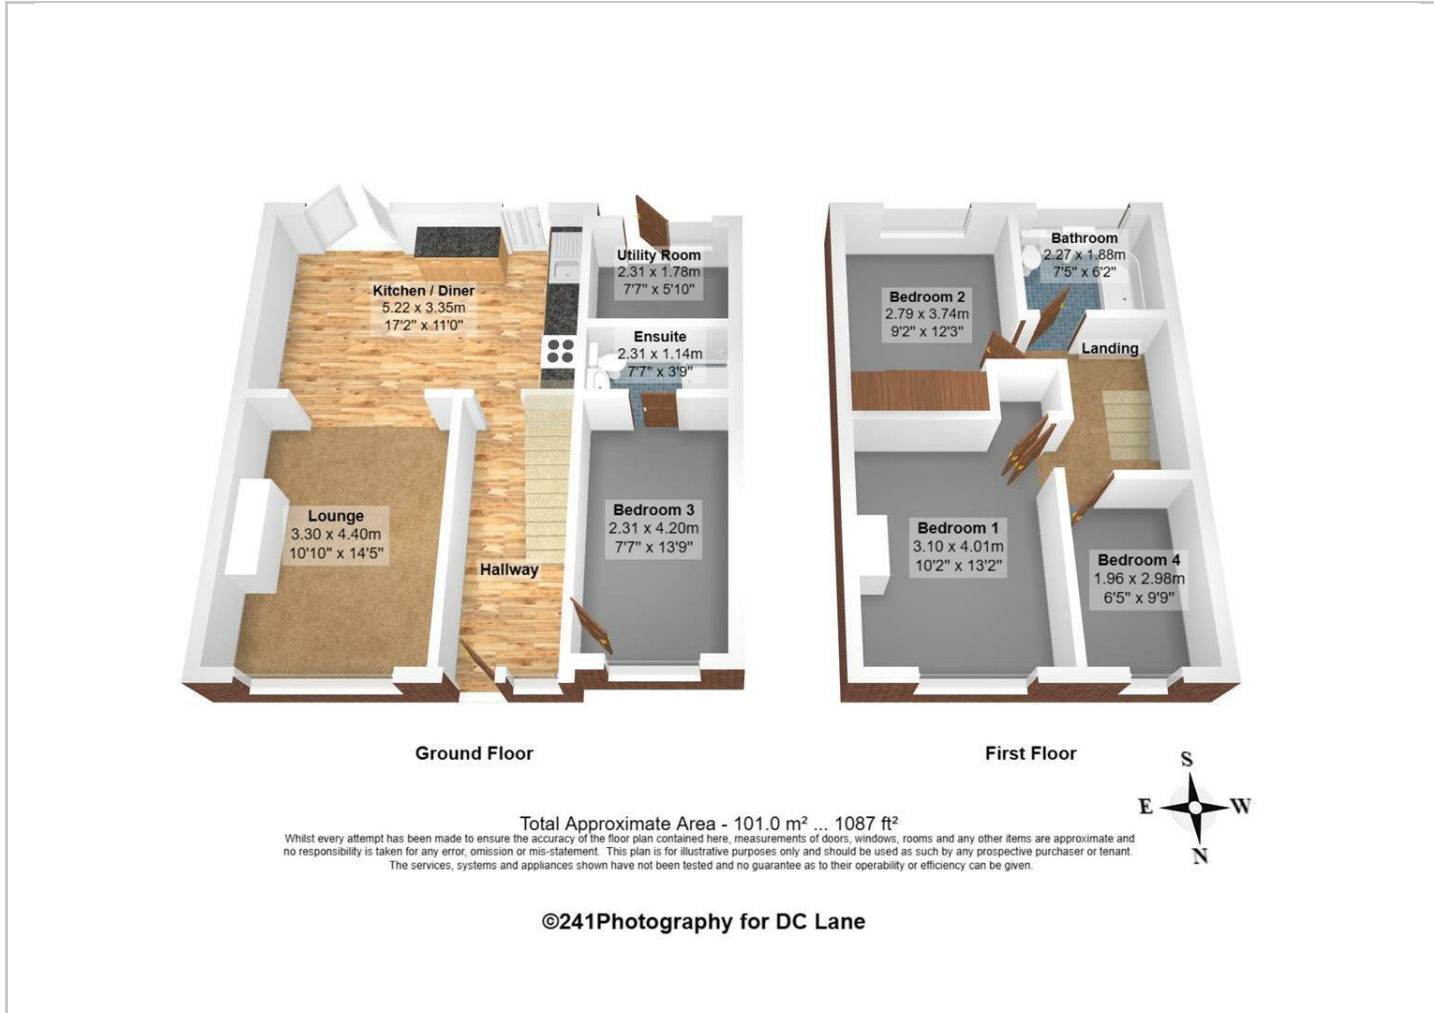 Kitchen / Diner
5.22 x 3.35m
17'2" x 11'0"
Utility Room
2.31 x 1.78m
7'7" x 5'10"
Ensuite
2.31 x 1.14m
7'7" x 3'9"
Lounge
3.30 x 4.40m
10'10" x 14'5"
Hallway
Bedroom 3
2.31 x 4.20m
7'7" x 13'9"
Ground Floor
Bedroom 2
2.79 x 3.74m
9'2" x 12'3"
Bathroom
2.27 x 1.88m
7'5" x 6'2"
Landing
Bedroom 1
3.10 x 4.01m
10'2" x 13'2"
Bedroom 4
1.96 x 2.98m
6'5" x 9'9"
First Floor
S
E W
N
Total Approximate Area - 101.0 m² ... 1087 ft²
Whilst every attempt has been made to ensure the accuracy of the floor plan contained here, measurements of doors, windows, rooms and any other items are approximate and
no responsibility is taken for any error, omission or mis-statement. This plan is for illustrative purposes only and should be used as such by any prospective purchaser or tenant.
The services, systems and appliances shown have not been tested and no guarantee as to their operability or efficiency can be given.
©241Photography for DC Lane